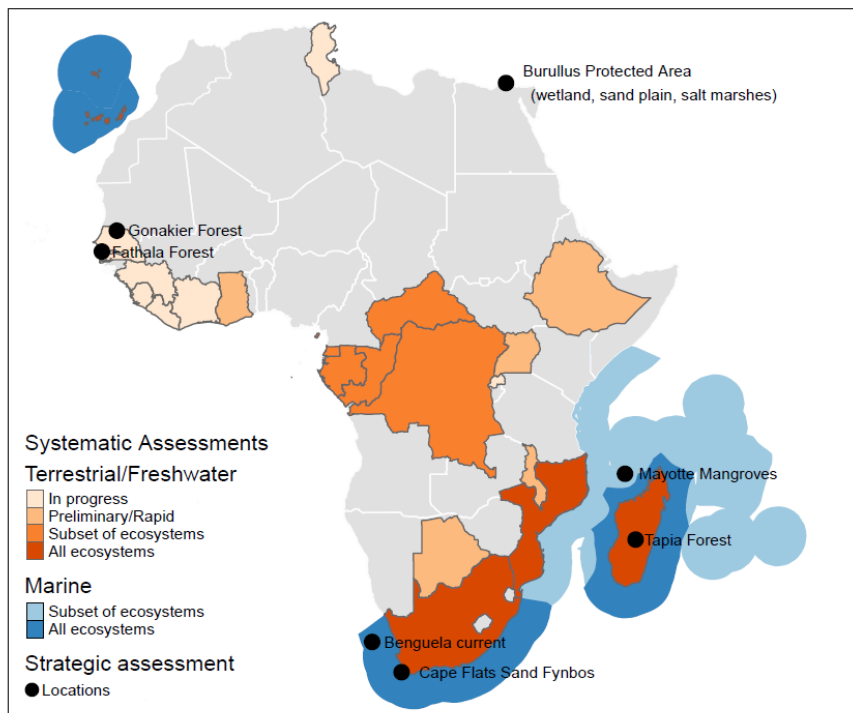 Burullus Protected Area
(wetland, sand plain, salt marshes)
Gonakier Forest
Fathala Forest
Systematic Assessments
Terrestrial/Freshwater
In progress
Preliminary/Rapid
Subset of ecosystems
All ecosystems
Mayotte Mangroves
Tapia Forest
Marine
Subset of ecosystems
All ecosystems
Benguela current
Strategic assessment
Cape Flats Sand Fynbos
Locations